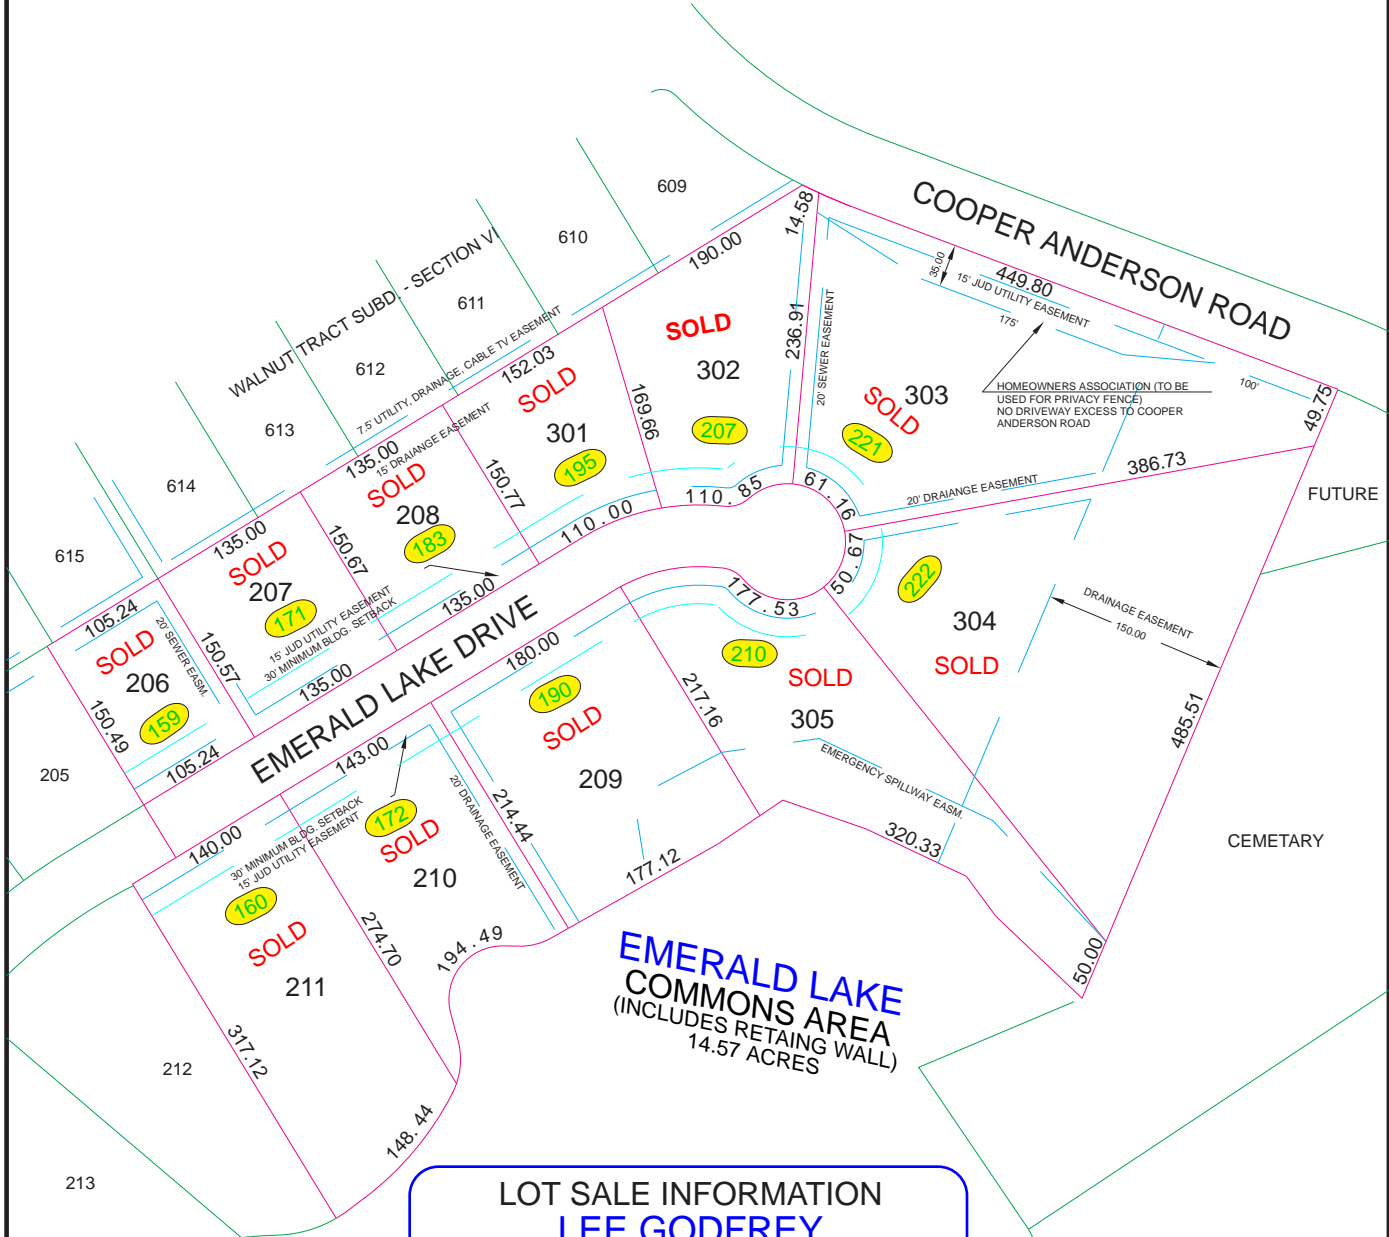 COOPER ANDERSON ROAD
609
610
611
612
613
614
615
WALNUT TRACT SUBD. - SECTION VI
7.5' UTILITY, DRAINAGE, CABLE TV EASEMENT
15' DRAIANGE EASEMENT
190.00
14.58
236.91
20' SEWER EASEMENT
449.80
35.00
15' JUD UTILITY EASEMENT
175'
100'
49.75
HOMEOWNERS ASSOCIATION (TO BE
USED FOR PRIVACY FENCE)
NO DRIVEWAY EXCESS TO COOPER
ANDERSON ROAD
SOLD
302
207
SOLD
303
221
152.03
SOLD
301
195
169.66
150.77
110.00
110.85
61.16
50.67
177.53
20' DRAIANGE EASEMENT
386.73
FUTURE
135.00
SOLD
208
183
150.67
135.00
135.00
SOLD
207
171
15' JUD UTILITY EASEMENT
30' MINIMUM BLDG. SETBACK
135.00
150.57
105.24
SOLD
206
159
20' SEWER EASM.
150.49
105.24
205
EMERALD LAKE DRIVE
222
304
SOLD
DRAINAGE EASEMENT
150.00
485.51
210
SOLD
305
217.16
EMERGENCY SPILLWAY EASM.
320.33
50.00
CEMETARY
180.00
190
SOLD
209
214.44
20' DRAINAGE EASEMENT
177.12
143.00
172
SOLD
210
274.70
194.49
140.00
30' MINIMUM BLDG. SETBACK
15' JUD UTILITY EASEMENT
160
SOLD
211
317.12
148.44
212
213
EMERALD LAKE
COMMONS AREA
(INCLUDES RETAING WALL)
14.57 ACRES
LOT SALE INFORMATION
LEE GODFREY